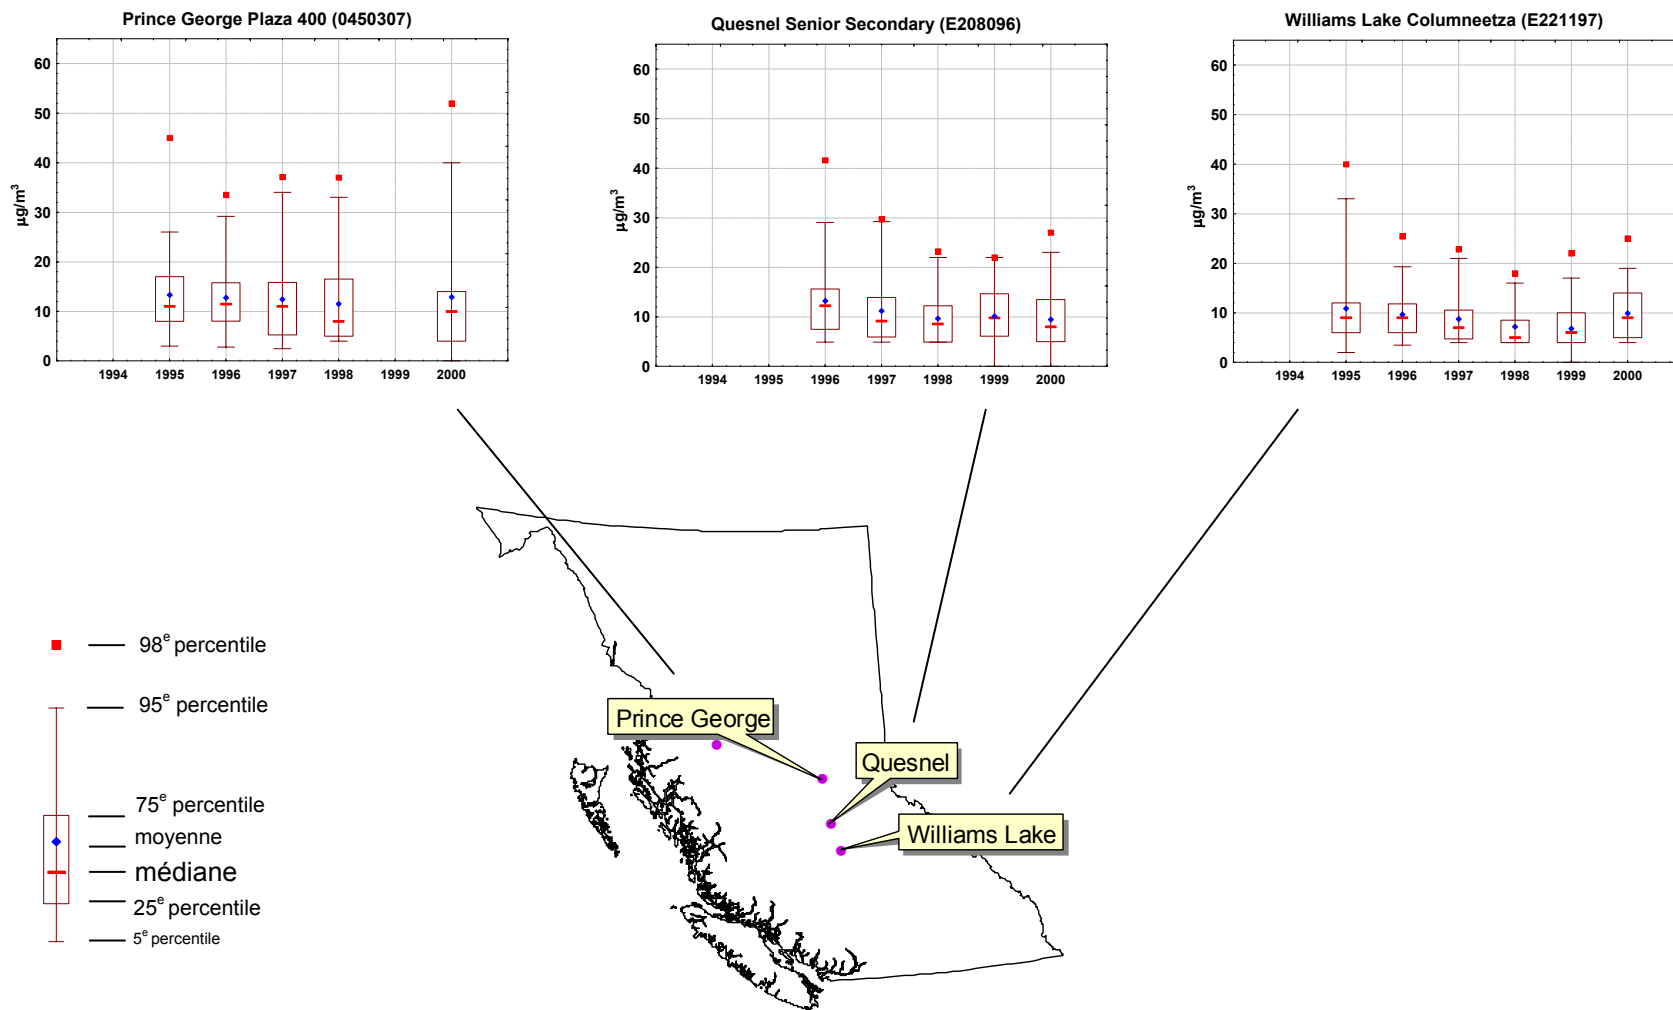 Prince George Plaza 400 (0450307)
µg/m³
60
50
40
30
20
10
0
1994 1995 1996 1997 1998 1999 2000
Quesnel Senior Secondary (E208096)
µg/m³
60
50
40
30
20
10
0
1994 1995 1996 1997 1998 1999 2000
Williams Lake Columneetza (E221197)
µg/m³
60
50
40
30
20
10
0
1994 1995 1996 1997 1998 1999 2000
98e percentile
95e percentile
75e percentile
moyenne
médiane
25e percentile
5e percentile
Prince George
Quesnel
Williams Lake